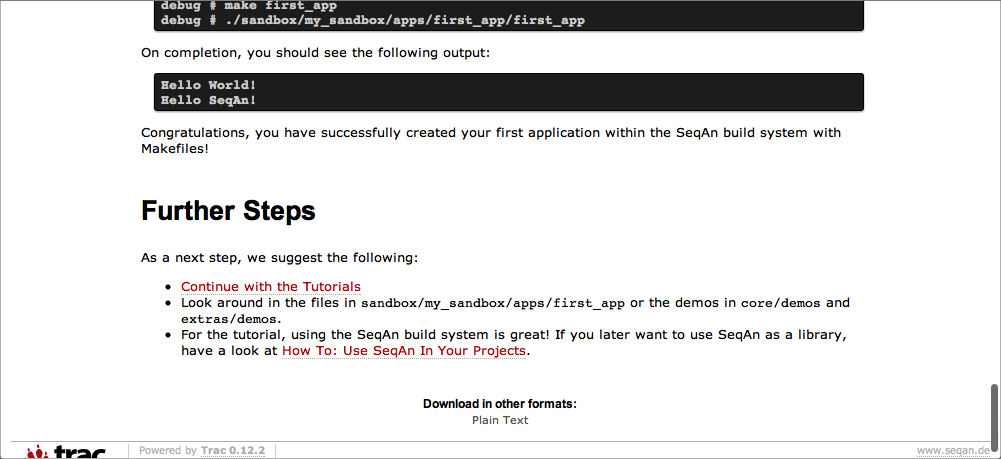 debug # make first_app
debug # ./sandbox/my_sandbox/apps/first_app/first_app
On completion, you should see the following output:
Hello World!
Hello SeqAn!
Congratulations, you have successfully created your first application within the SeqAn build system with
Makefiles!
Further Steps
As a next step, we suggest the following:
Continue with the Tutorials
Look around in the files in sandbox/my_sandbox/apps/first_app or the demos in core/demos and
extras/demos.
For the tutorial, using the SeqAn build system is great! If you later want to use SeqAn as a library,
have a look at How To: Use SeqAn In Your Projects.
Download in other formats:
Plain Text
trac Powered by Trac 0.12.2 www.seqan.de